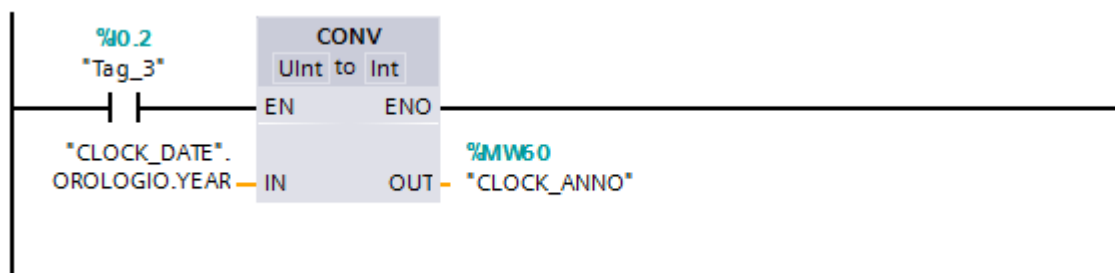 %I0.2
"Tag_3"
CONV
UInt to Int
EN ENO
"CLOCK_DATE".
OROLOGIO.YEAR
IN OUT
%MW60
"CLOCK_ANNO"